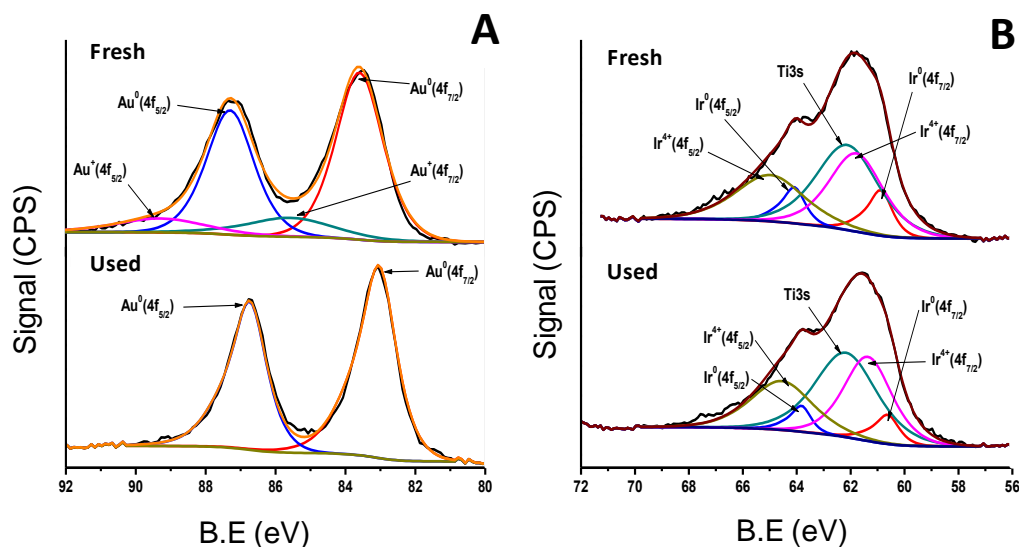 A
Fresh
Au⁰(4f₅/₂)
Au⁰(4f₇/₂)
Au⁺(4f₅/₂)
Au⁺(4f₇/₂)
Used
Au⁰(4f₅/₂)
Au⁰(4f₇/₂)
Signal (CPS)
92 90 88 86 84 82 80
B.E (eV)
B
Fresh
Ti3s
Ir⁰(4f₇/₂)
Ir⁰(4f₅/₂)
Ir⁴⁺(4f₅/₂)
Ir⁴⁺(4f₇/₂)
Used
Ti3s
Ir⁰(4f₇/₂)
Ir⁴⁺(4f₅/₂)
Ir⁰(4f₅/₂)
Ir⁴⁺(4f₇/₂)
Signal (CPS)
72 70 68 66 64 62 60 58 56
B.E (eV)